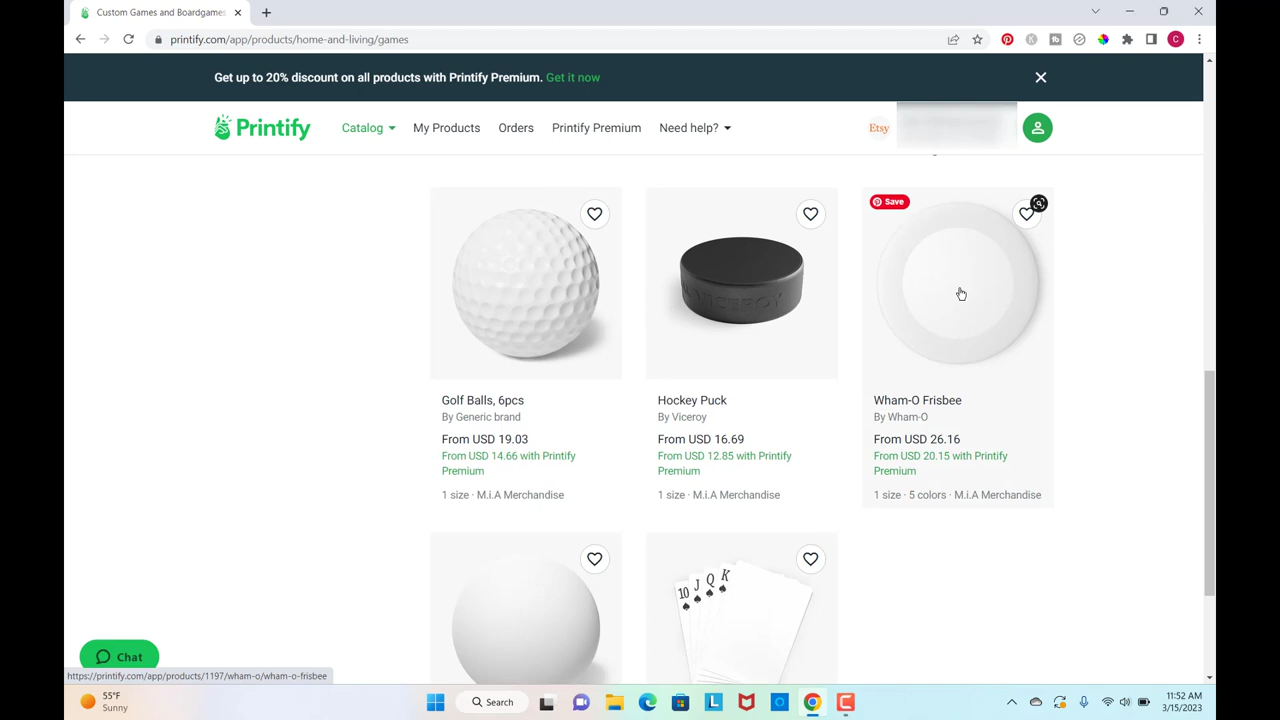 Custom Games and Boardgames
printify.com/app/products/home-and-living/games
Get up to 20% discount on all products with Printify Premium. Get it now
Printify
Catalog
My Products
Orders
Printify Premium
Need help?
Etsy
Save
VICEROY
Golf Balls, 6pcs
By Generic brand
From USD 19.03
From USD 14.66 with Printify
Premium
1 size · M.i.A Merchandise
Hockey Puck
By Viceroy
From USD 16.69
From USD 12.85 with Printify
Premium
1 size · M.i.A Merchandise
Wham-O Frisbee
By Wham-O
From USD 26.16
From USD 20.15 with Printify
Premium
1 size · 5 colors · M.i.A Merchandise
10 J Q K
Chat
https://printify.com/app/products/1197/wham-o/wham-o-frisbee
55°F
Sunny
Search
11:52 AM
3/15/2023